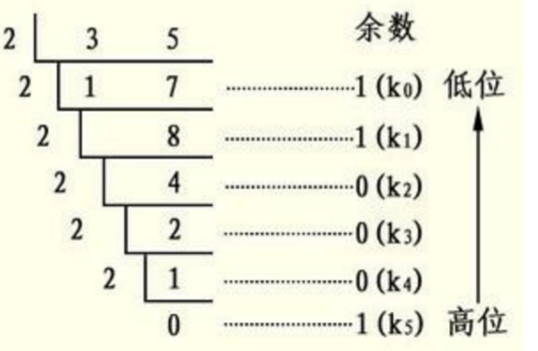 余数
2 3 5
2 1 7 ……………1(k₀) 低位
2 8 ……………1(k₁)
2 4 ……………0(k₂)
2 2 ……………0(k₃)
2 1 ……………0(k₄)
0 ……………1(k₅) 高位